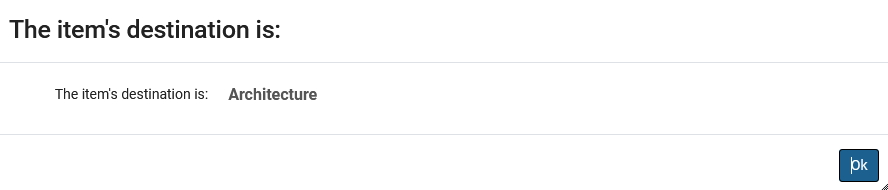 The item's destination is:
The item's destination is: Architecture
Ok